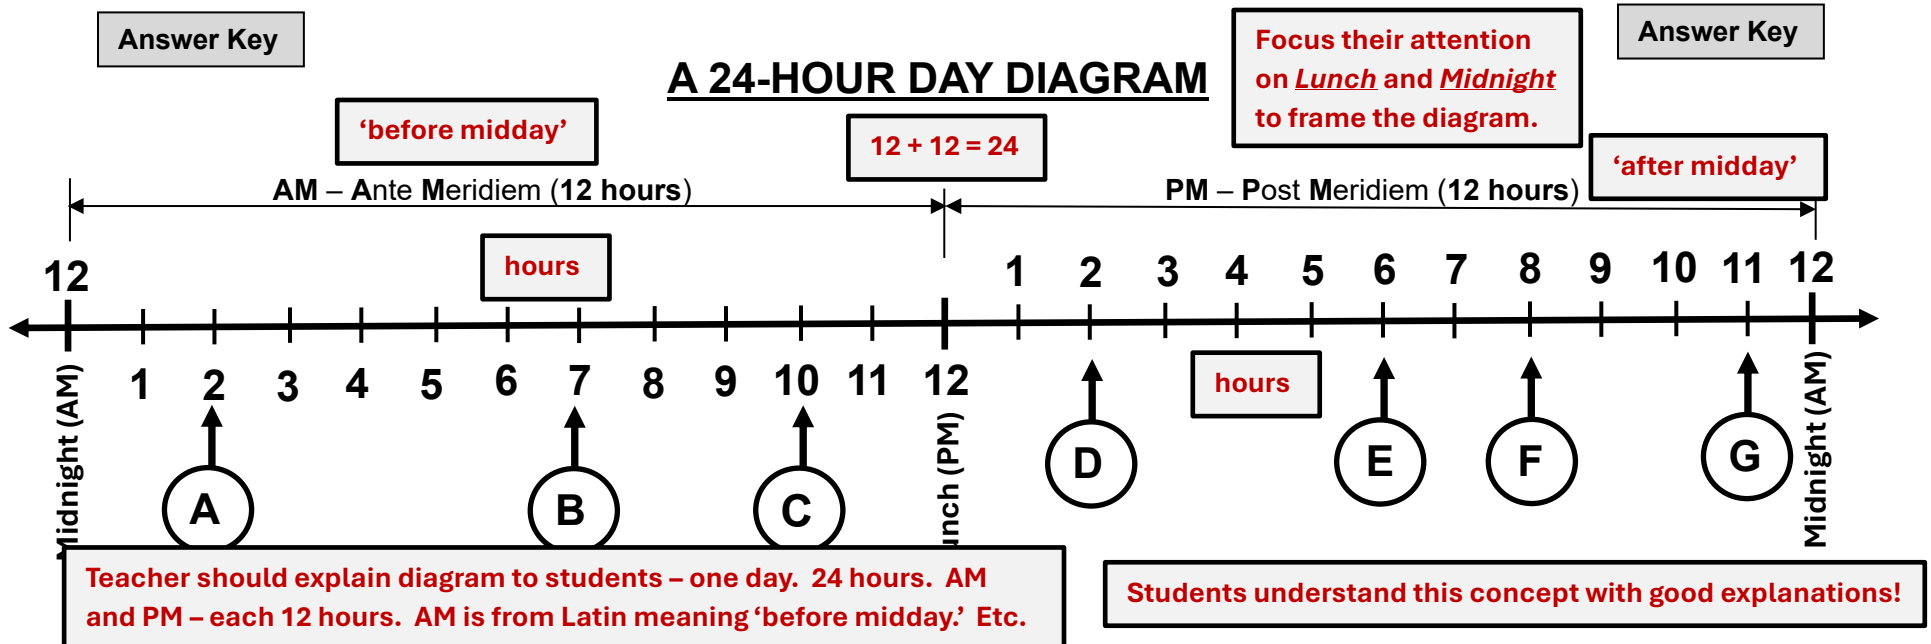 Answer Key
Answer Key
A 24-HOUR DAY DIAGRAM
Focus their attention
on Lunch and Midnight
to frame the diagram.
‘before midday’
12 + 12 = 24
‘after midday’
AM – Ante Meridiem (12 hours)
PM – Post Meridiem (12 hours)
hours
12
1 2 3 4 5 6 7 8 9 10 11 12
1 2 3 4 5 6 7 8 9 10 11 12
hours
Midnight (AM)
(PM)
Midnight (AM)
A B C
D E F G
Teacher should explain diagram to students – one day. 24 hours. AM
and PM – each 12 hours. AM is from Latin meaning ‘before midday.’ Etc.
Students understand this concept with good explanations!